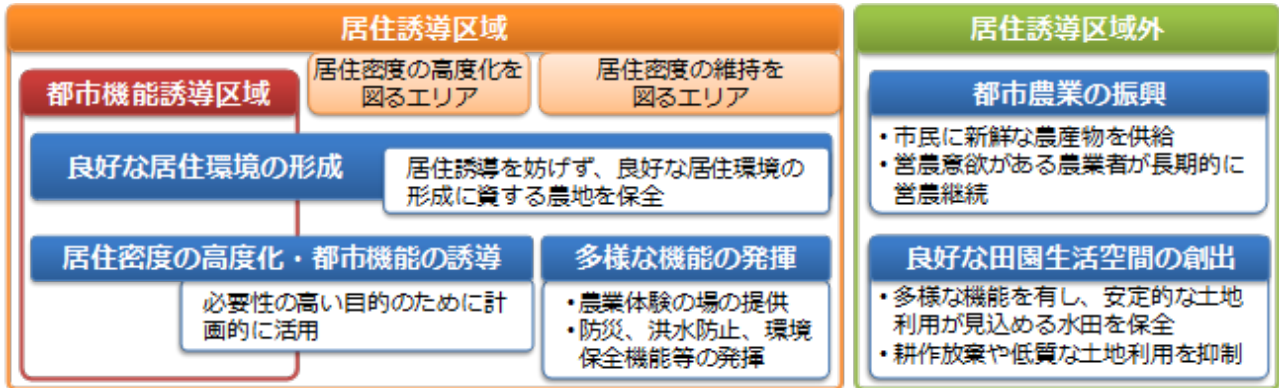 居住誘導区域
都市機能誘導区域
居住密度の高度化を
図るエリア
居住密度の維持を
図るエリア
良好な居住環境の形成
居住誘導を妨げず、良好な居住環境の
形成に資する農地を保全
居住密度の高度化・都市機能の誘導
必要性の高い目的のために計
画的に活用
多様な機能の発揮
•農業体験の場の提供
•防災、洪水防止、環境
保全機能等の発揮
居住誘導区域外
都市農業の振興
•市民に新鮮な農産物を供給
•営農意欲がある農業者が長期的に
営農継続
良好な田園生活空間の創出
•多様な機能を有し、安定的な土地
利用が見込める水田を保全
•耕作放棄や低質な土地利用を抑制